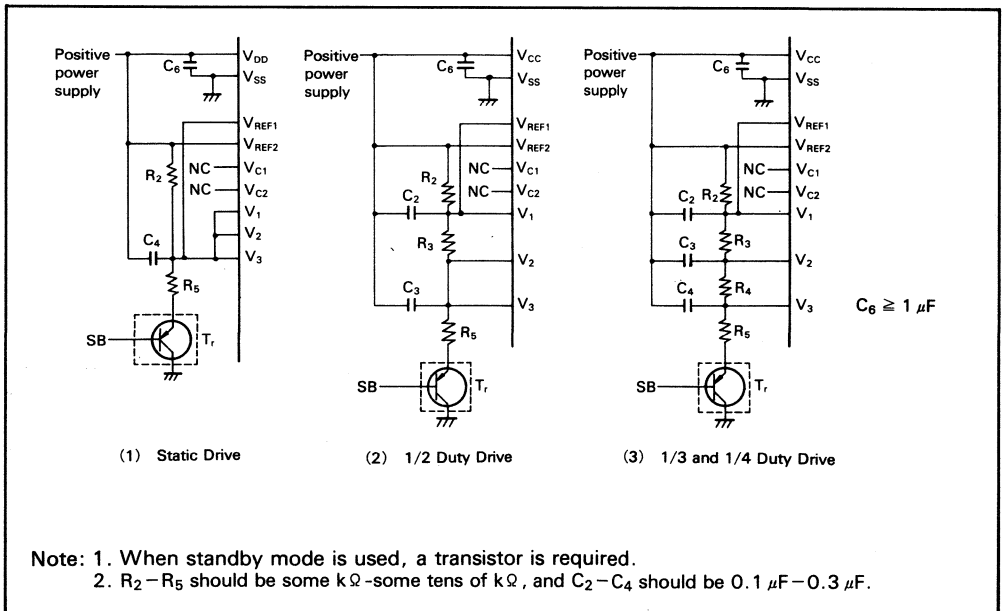 Positive
power
supply
C6
VDD
VSS
VREF1
VREF2
R2
NC
VC1
NC
VC2
V1
V2
C4
V3
R5
SB
Tr
(1) Static Drive
Positive
power
supply
C6
VCC
VSS
VREF1
VREF2
R2
NC
VC1
NC
VC2
C2
V1
R3
V2
C3
V3
R5
SB
Tr
(2) 1/2 Duty Drive
Positive
power
supply
C6
VCC
VSS
VREF1
VREF2
NC
VC1
R2
NC
VC2
C2
V1
R3
C3
V2
R4
C4
V3
R5
SB
Tr
(3) 1/3 and 1/4 Duty Drive
C6 ≧ 1 μF
Note: 1. When standby mode is used, a transistor is required.
2. R2−R5 should be some kΩ-some tens of kΩ, and C2−C4 should be 0.1 μF−0.3 μF.